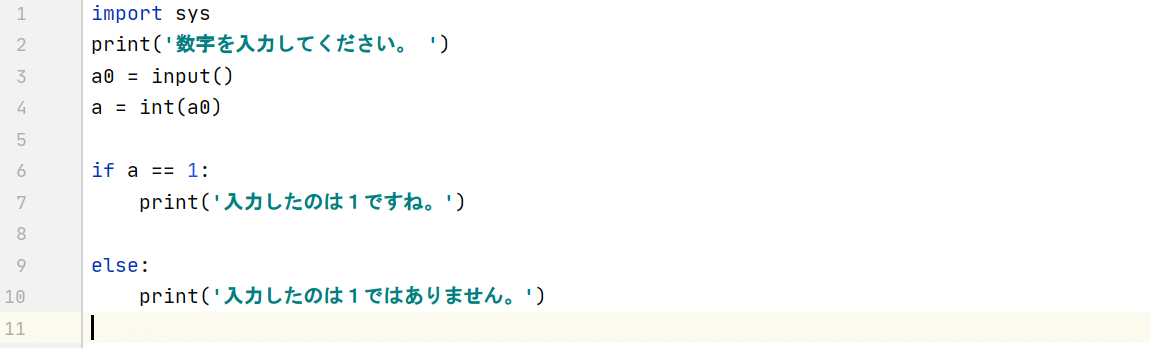 1 import sys
2 print('数字を入力してください。 ')
3 a0 = input()
4 a = int(a0)
5
6 if a == 1:
7     print('入力したのは１ですね。')
8
9 else:
10     print('入力したのは１ではありません。')
11